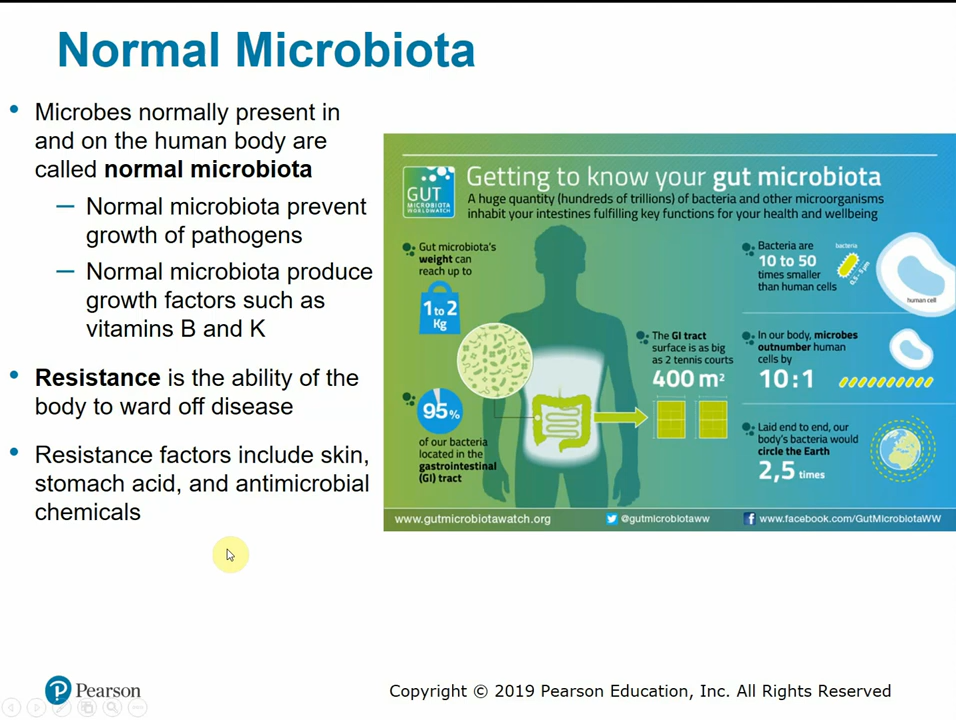 Normal Microbiota
• Microbes normally present in
and on the human body are
called normal microbiota
– Normal microbiota prevent
growth of pathogens
– Normal microbiota produce
growth factors such as
vitamins B and K
• Resistance is the ability of the
body to ward off disease
• Resistance factors include skin,
stomach acid, and antimicrobial
chemicals
GUT
MICROBIOTA
WORLDWATCH
Getting to know your gut microbiota
A huge quantity (hundreds of trillions) of bacteria and other microorganisms
inhabit your intestines fulfilling key functions for your health and wellbeing
Gut microbiota's
weight can
reach up to
1 to 2
Kg
95%
of our bacteria
located in the
gastrointestinal
(GI) tract
The GI tract
surface is as big
as 2 tennis courts
400 m²
Bacteria are
10 to 50
times smaller
than human cells
bacteria
0,5 - 5 µm
human cell
In our body, microbes
outnumber human
cells by
10:1
Laid end to end, our
body's bacteria would
circle the Earth
2,5 times
www.gutmicrobiotawatch.org
@gutmicrobiotaww
www.facebook.com/GutMicrobiotaWW
Pearson
Copyright © 2019 Pearson Education, Inc. All Rights Reserved